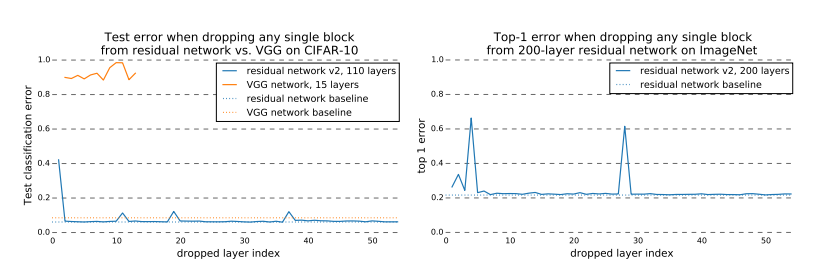 Test error when dropping any single block
from residual network vs. VGG on CIFAR-10
Test classification error
1.0
0.8
0.6
0.4
0.2
0.0
residual network v2, 110 layers
VGG network, 15 layers
residual network baseline
VGG network baseline
0 10 20 30 40 50
dropped layer index
Top-1 error when dropping any single block
from 200-layer residual network on ImageNet
top 1 error
1.0
0.8
0.6
0.4
0.2
0.0
residual network v2, 200 layers
residual network baseline
0 10 20 30 40 50
dropped layer index